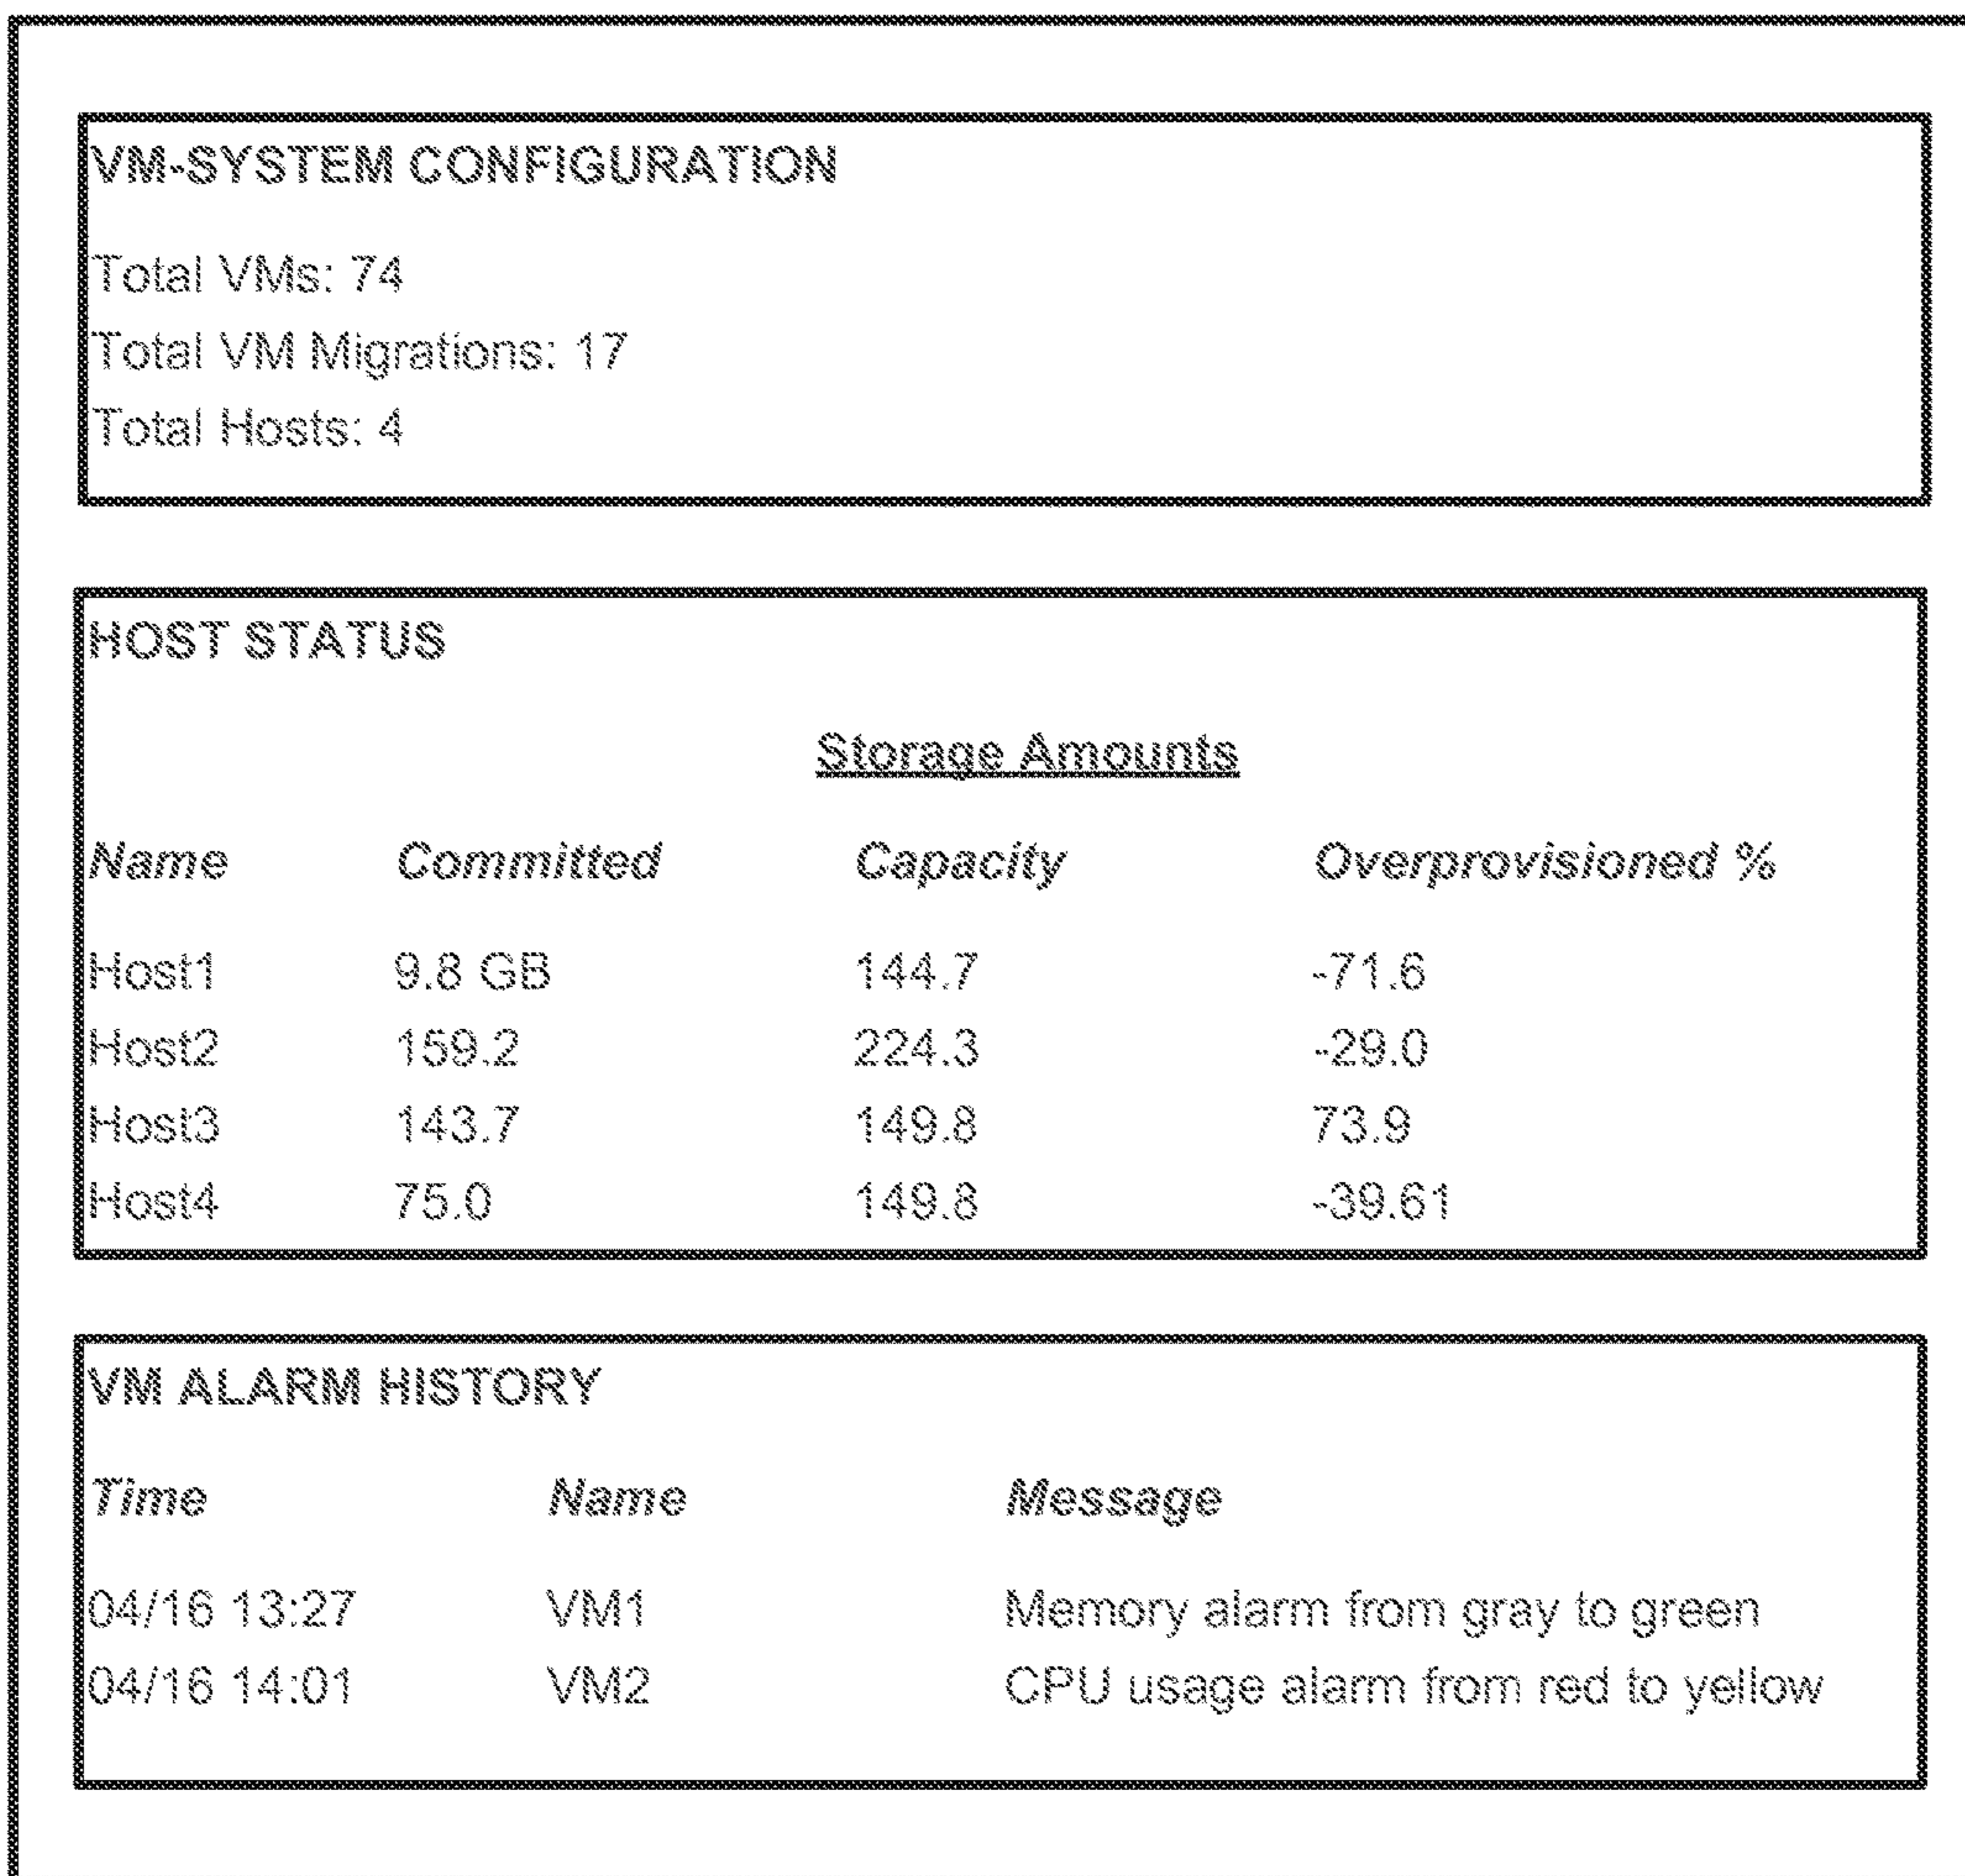 VM-SYSTEM CONFIGURATION
Total VMs: 74
Total VM Migrations: 17
Total Hosts: 4
HOST STATUS
Storage Amounts
Name Committed Capacity Overprovisioned %
Host1 9.8 GB 144.7 -71.6
Host2 159.2 224.3 -29.0
Host3 143.7 149.8 73.9
Host4 75.0 149.8 -39.61
VM ALARM HISTORY
Time Name Message
04/16 13:27 VM1 Memory alarm from gray to green
04/16 14:01 VM2 CPU usage alarm from red to yellow